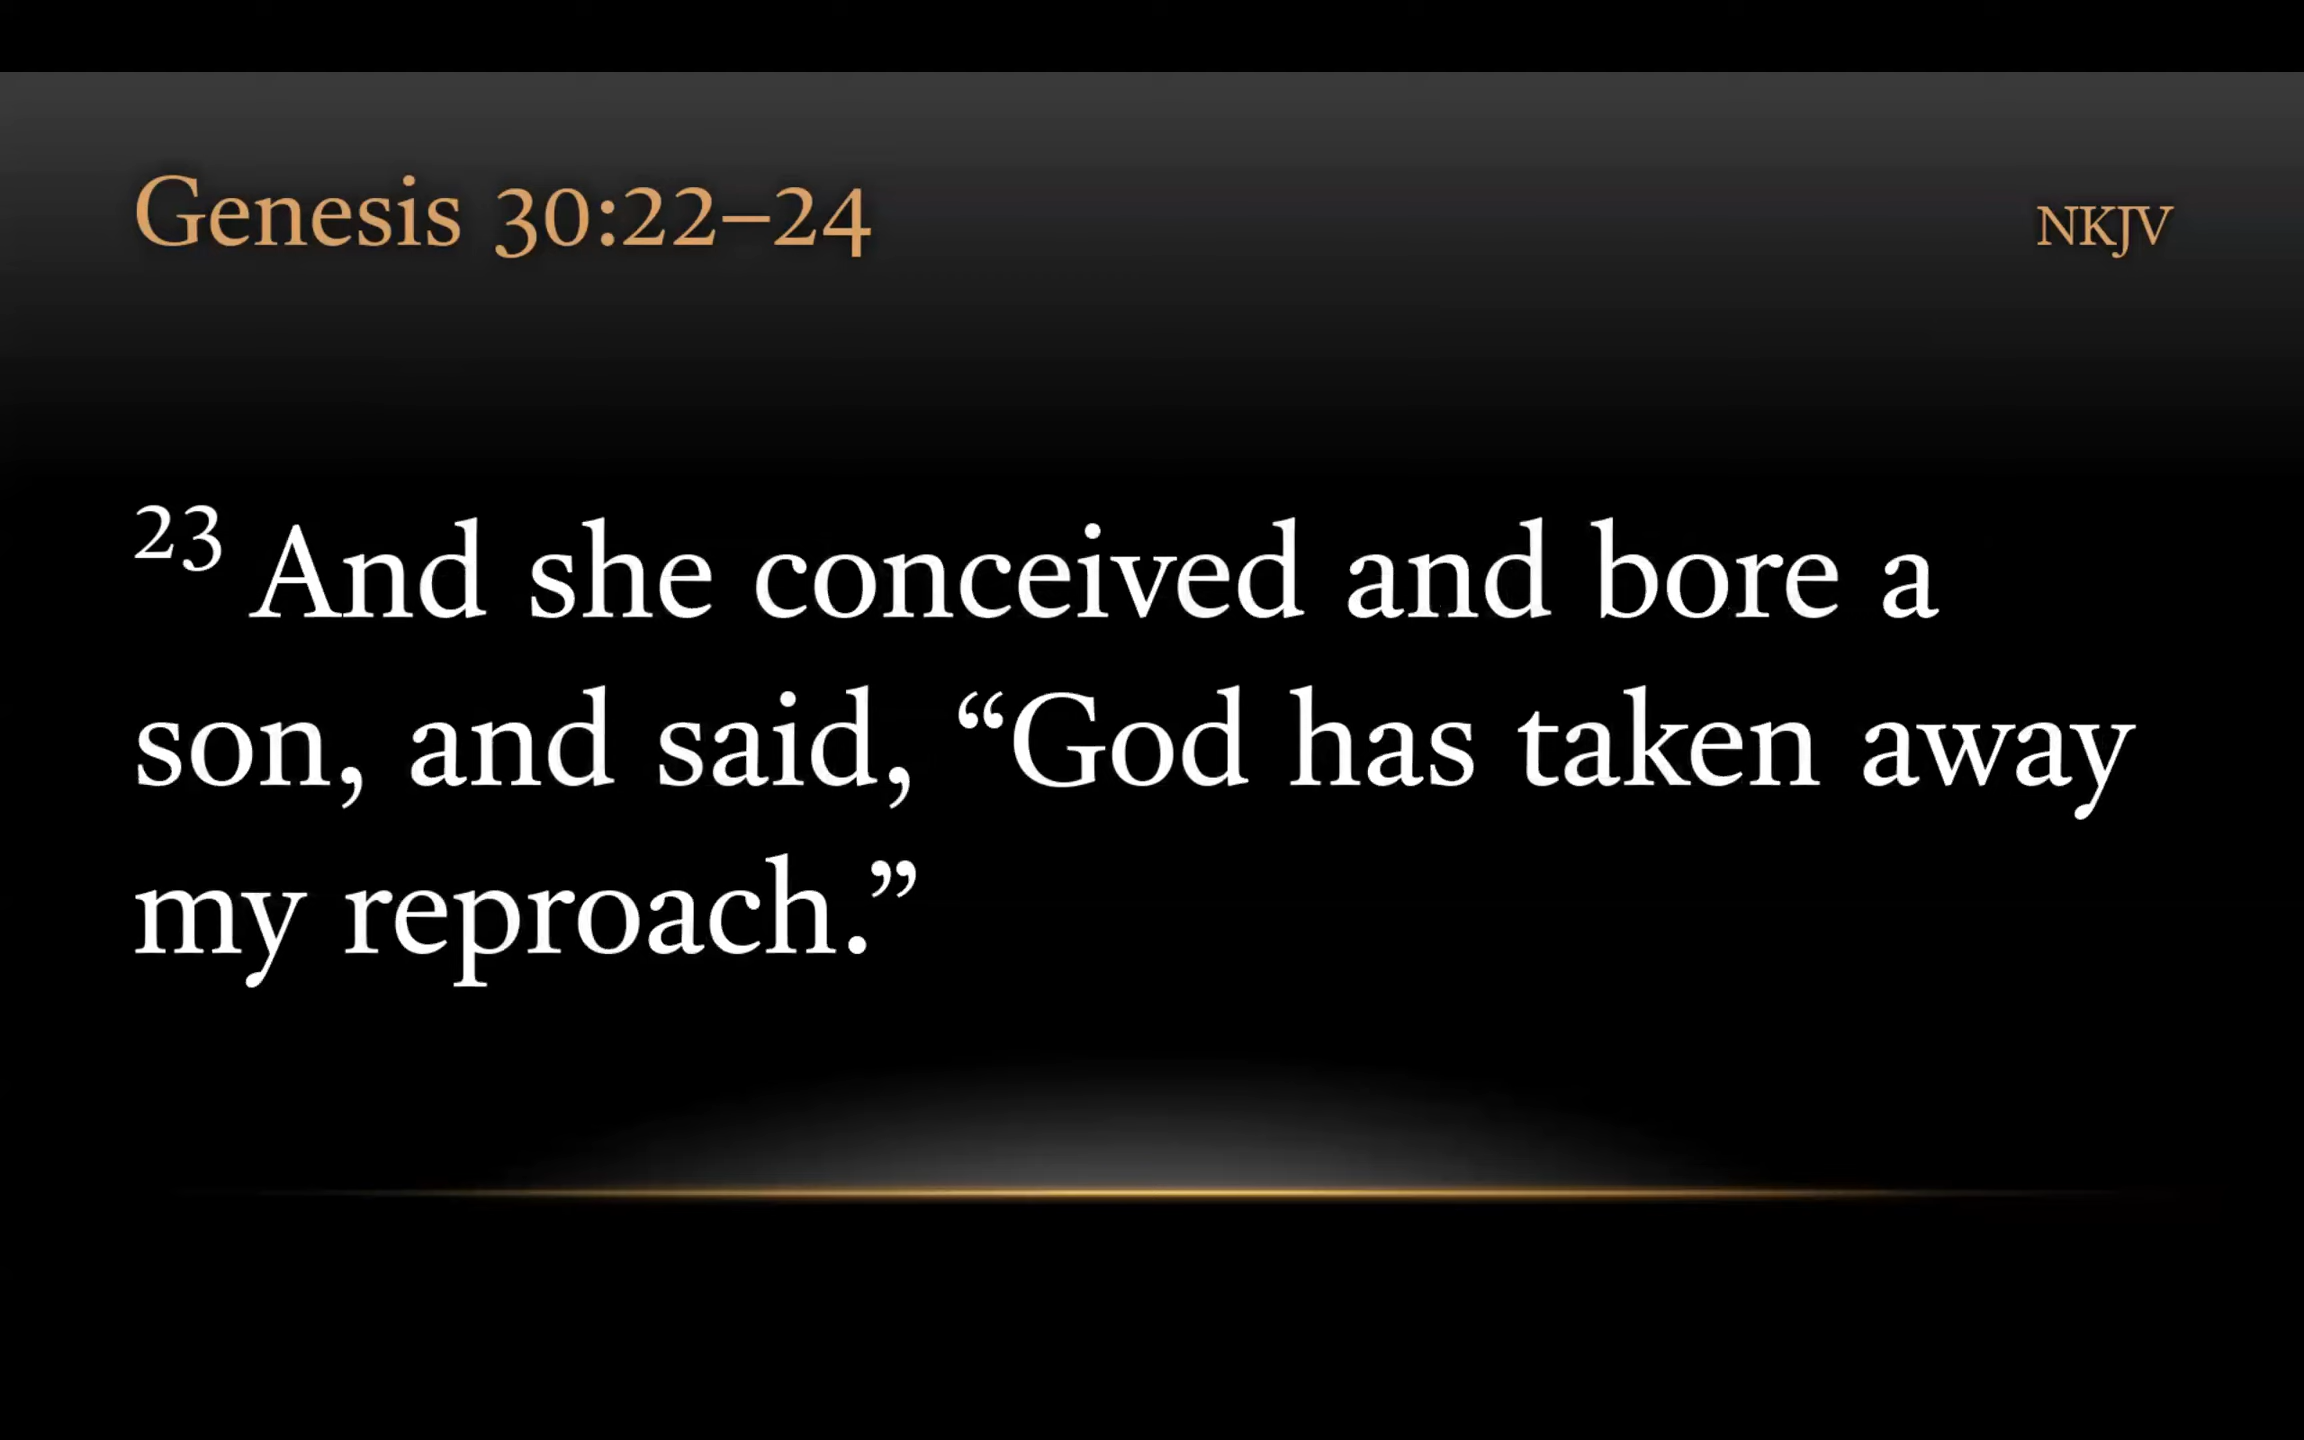 Genesis 30:22–24
NKJV
23 And she conceived and bore a
son, and said, “God has taken away
my reproach.”